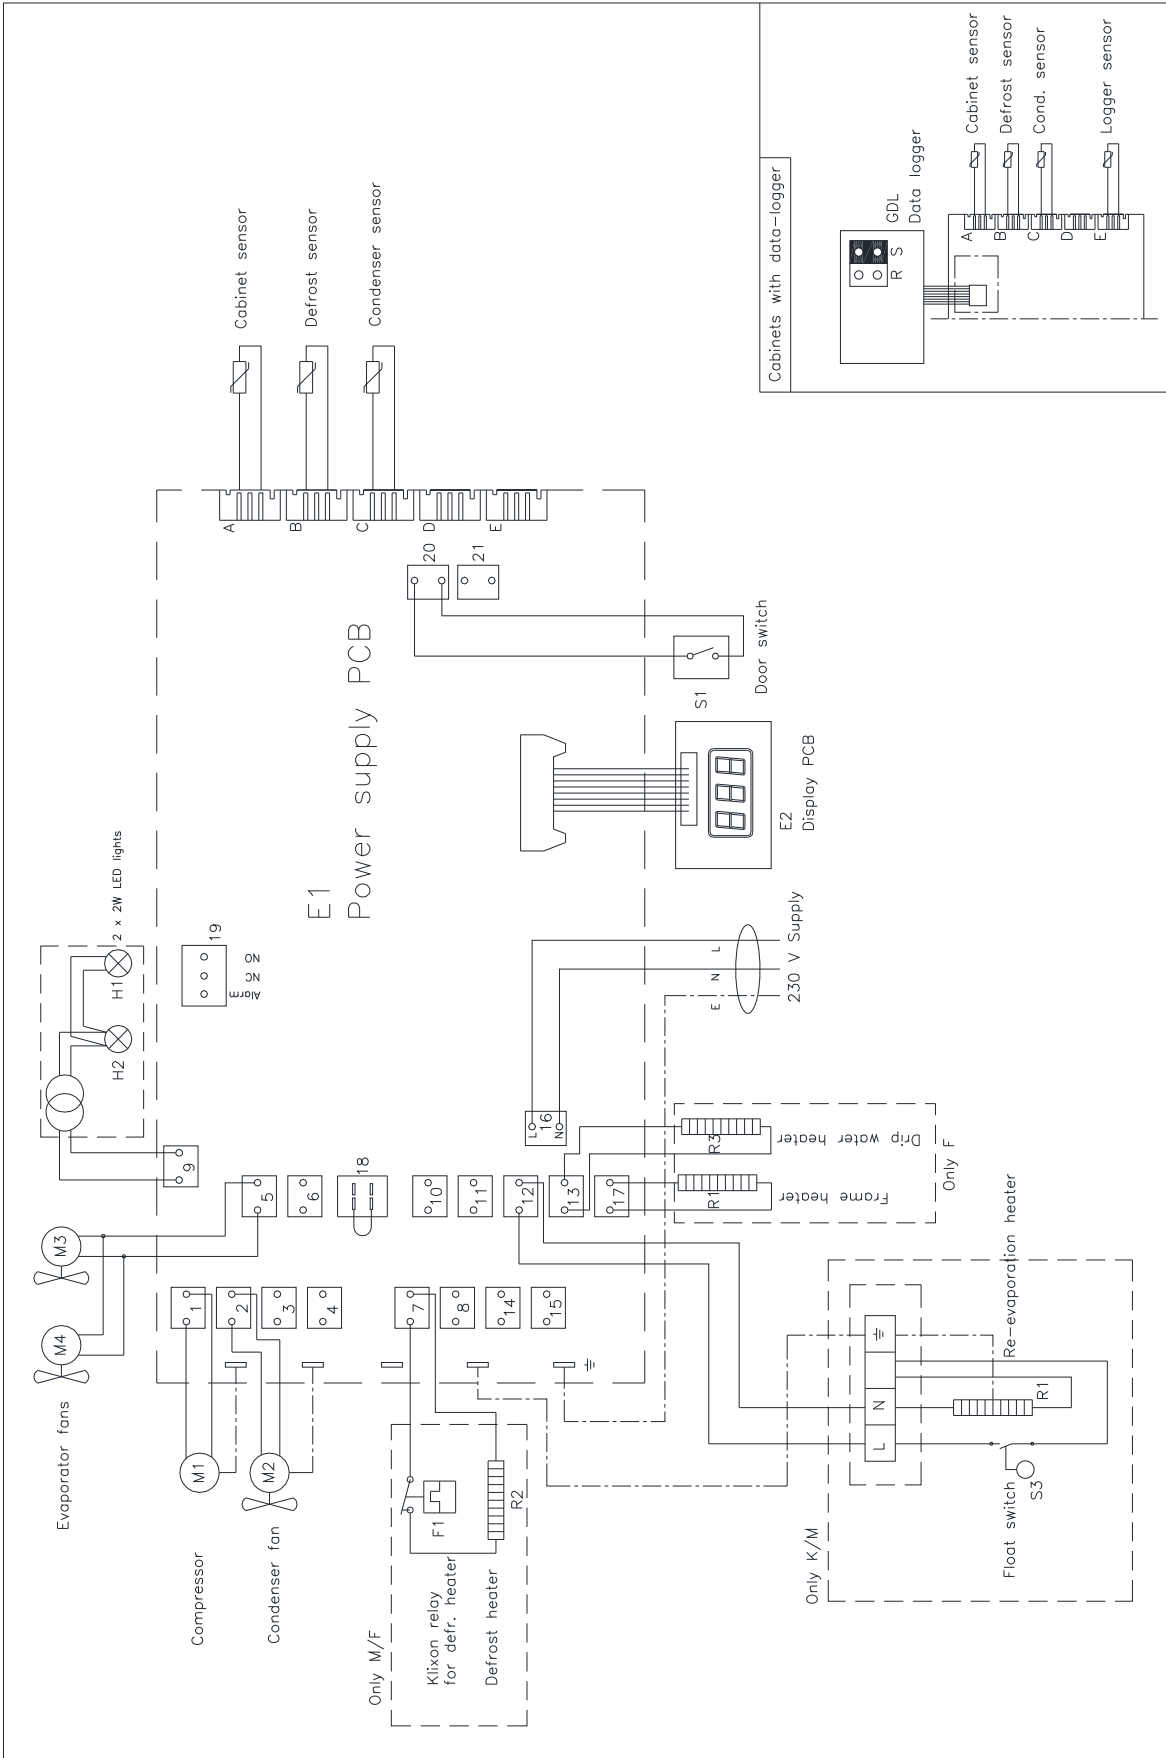 Evaporator fans
M4
M3
Compressor
M1
Condenser fan
M2
Only M/F
Klixon relay
for defr. heater
F1
Defrost heater
R2
1
2
3
4
7
8
14
15
5
6
18
10
11
12
13
17
9
16
L
N
H2
H1
2 x 2W LED lights
19
Alarm
NC
NO
E1
Power supply PCB
A
B
C
D
E
20
21
Cabinet sensor
Defrost sensor
Condenser sensor
S1
Door switch
E2
Display PCB
E
N
L
230 V Supply
R3
Drip water heater
R1
Frame heater
Only F
Only K/M
L
N
Re-evaporation heater
R1
Float switch
S3
Cabinets with data-logger
GDL
Data logger
R
S
A
B
C
D
E
Cabinet sensor
Defrost sensor
Cond. sensor
Logger sensor